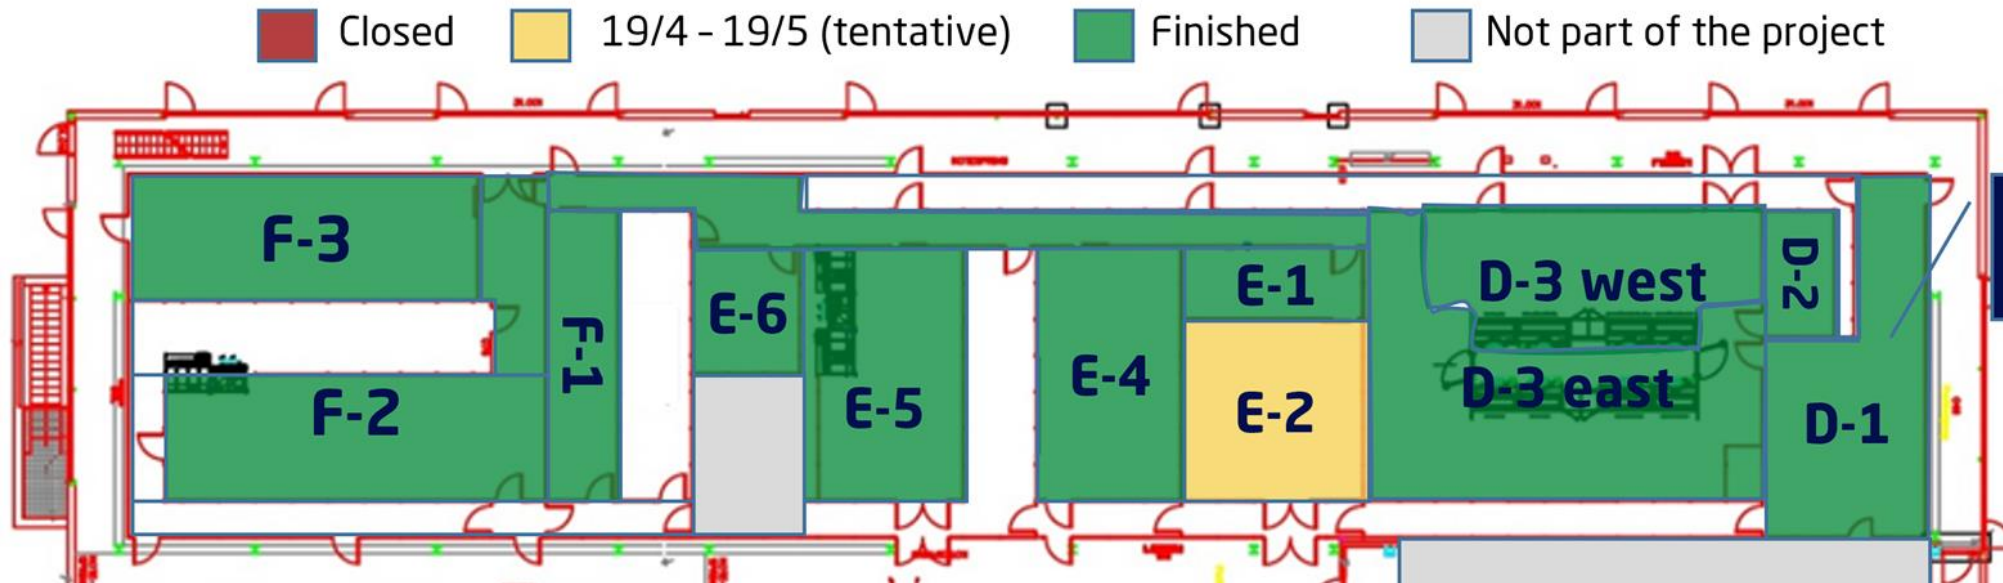 Closed
19/4 – 19/5 (tentative)
Finished
Not part of the project
F-3
F-2
F-1
E-6
E-5
E-4
E-1
E-2
D-3 west
D-3 east
D-2
D-1